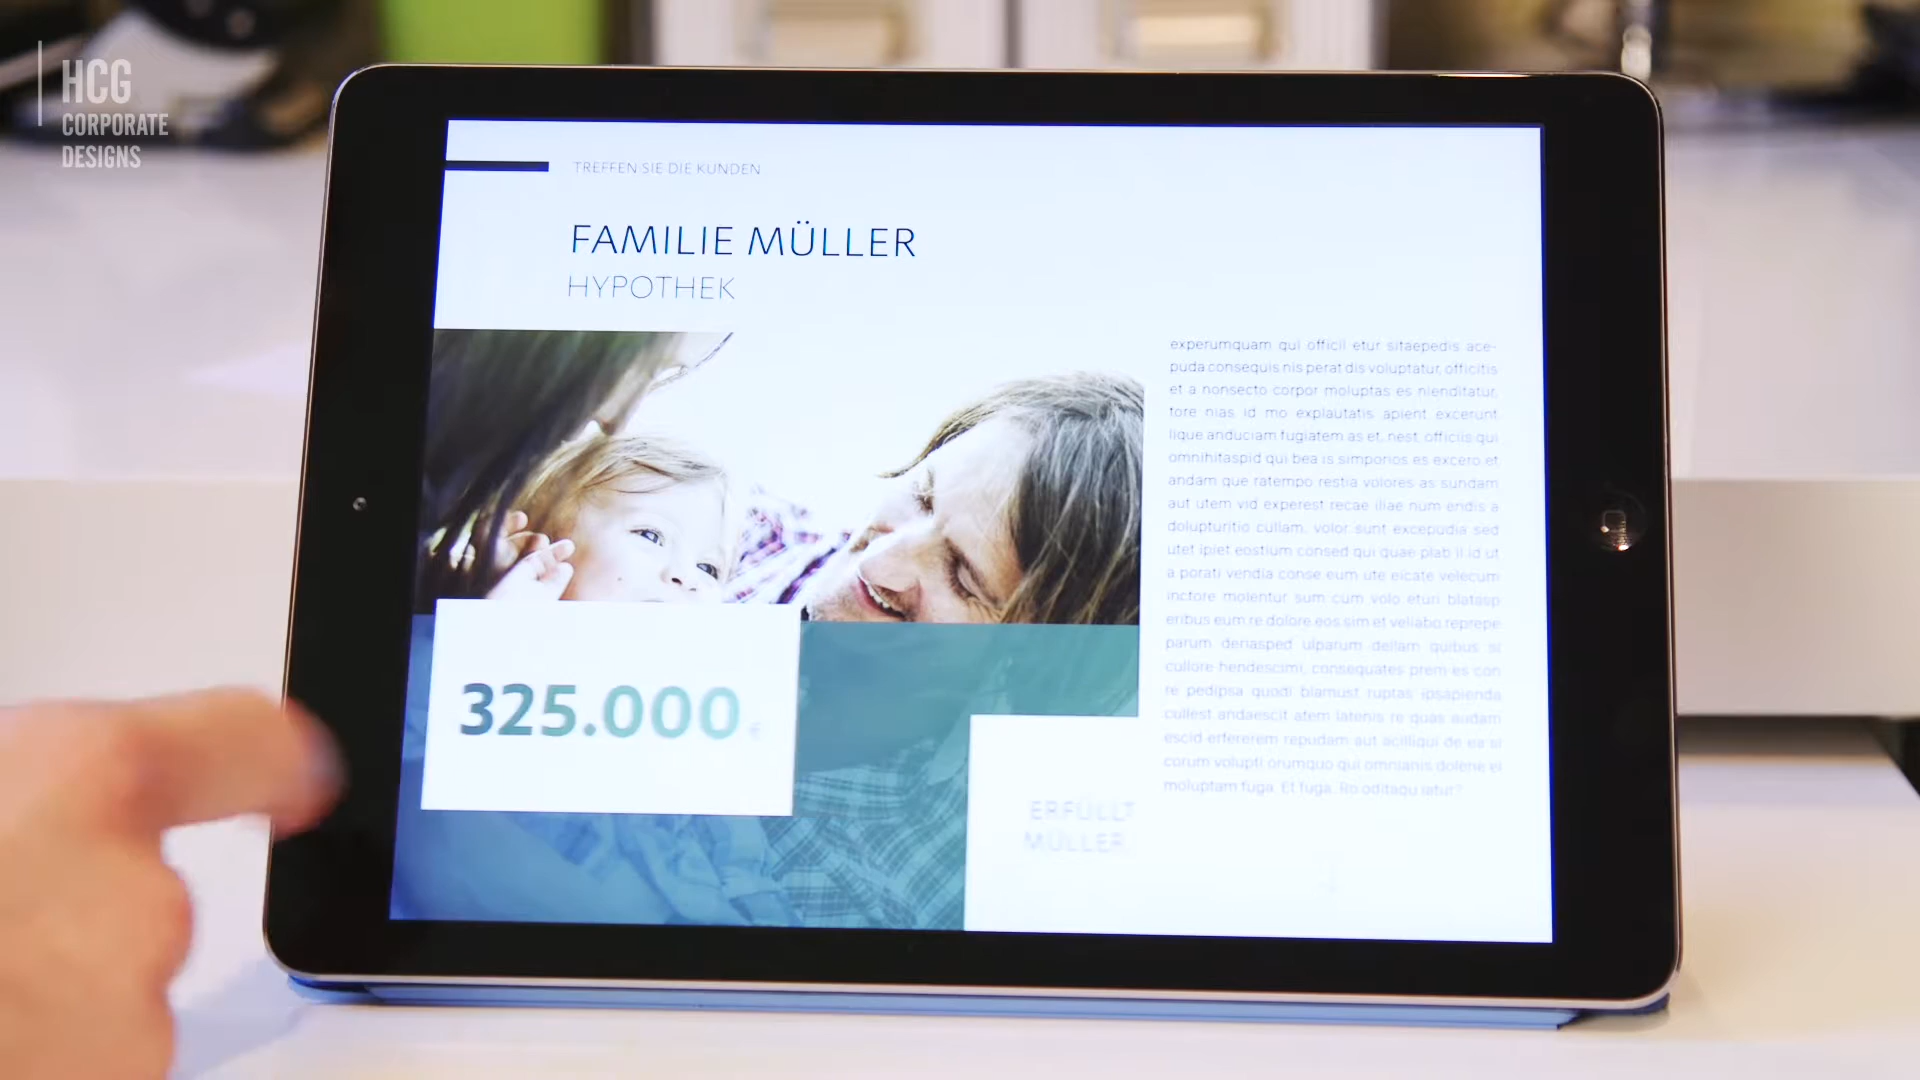 HCG
CORPORATE
DESIGNS
TREFFEN SIE DIE KUNDEN
FAMILIE MÜLLER
HYPOTHEK
experumquam qui officil etur sitaepedis ace-
puda consequis nis perat dis voluptatur, officitis
et a nonsecto corpor moluptas es nienditatur,
tore nias id mo explautatis apient excerunt
lique anduciam fugiatem as et, nest, officiis qui
omnihitaspid qui bea is simporios es excero et
andam que ratempo restia volores as sundam
aut utem vid experest recae iliae num endis a
dolupturitio cullam, volor sunt excepudia sed
utet iplet eostium consed qui quae plab il id ut
a porati vendia conse eum ute eicate velecum
inctore molentur sum cum volo eturi blatasp
eribus eum re dolore eos sim et vellabo reprepe
parum denasped ulparum dellam quibus si
cullore hendescimi, consequates prem es con
re pedipsa quodi blamust ruptas ipsapienda
cullest andaescit atem latenis re quas audam
escid erfererem repudam aut acilliqui de ea si
corum volupti orumquo qui omnianis dolene el
moluptam fuga. Et fuga. Ro oditaqu iatur?
325.000 €
ERFÜLLT
MÜLLER.